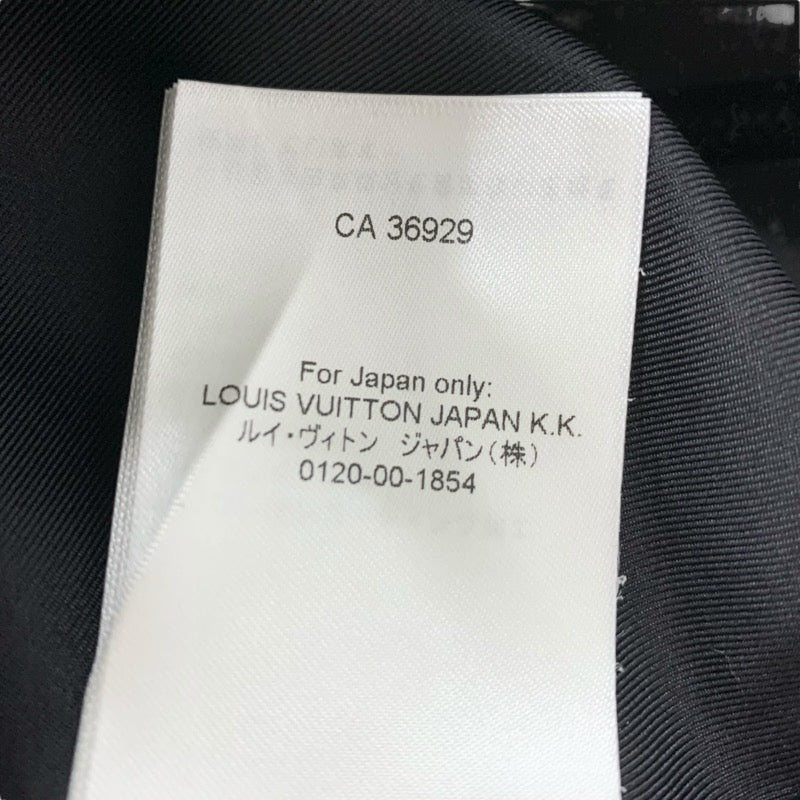 CA 36929
For Japan only:
LOUIS VUITTON JAPAN K.K.
ルイ・ヴィトン ジャパン(株)
0120-00-1854